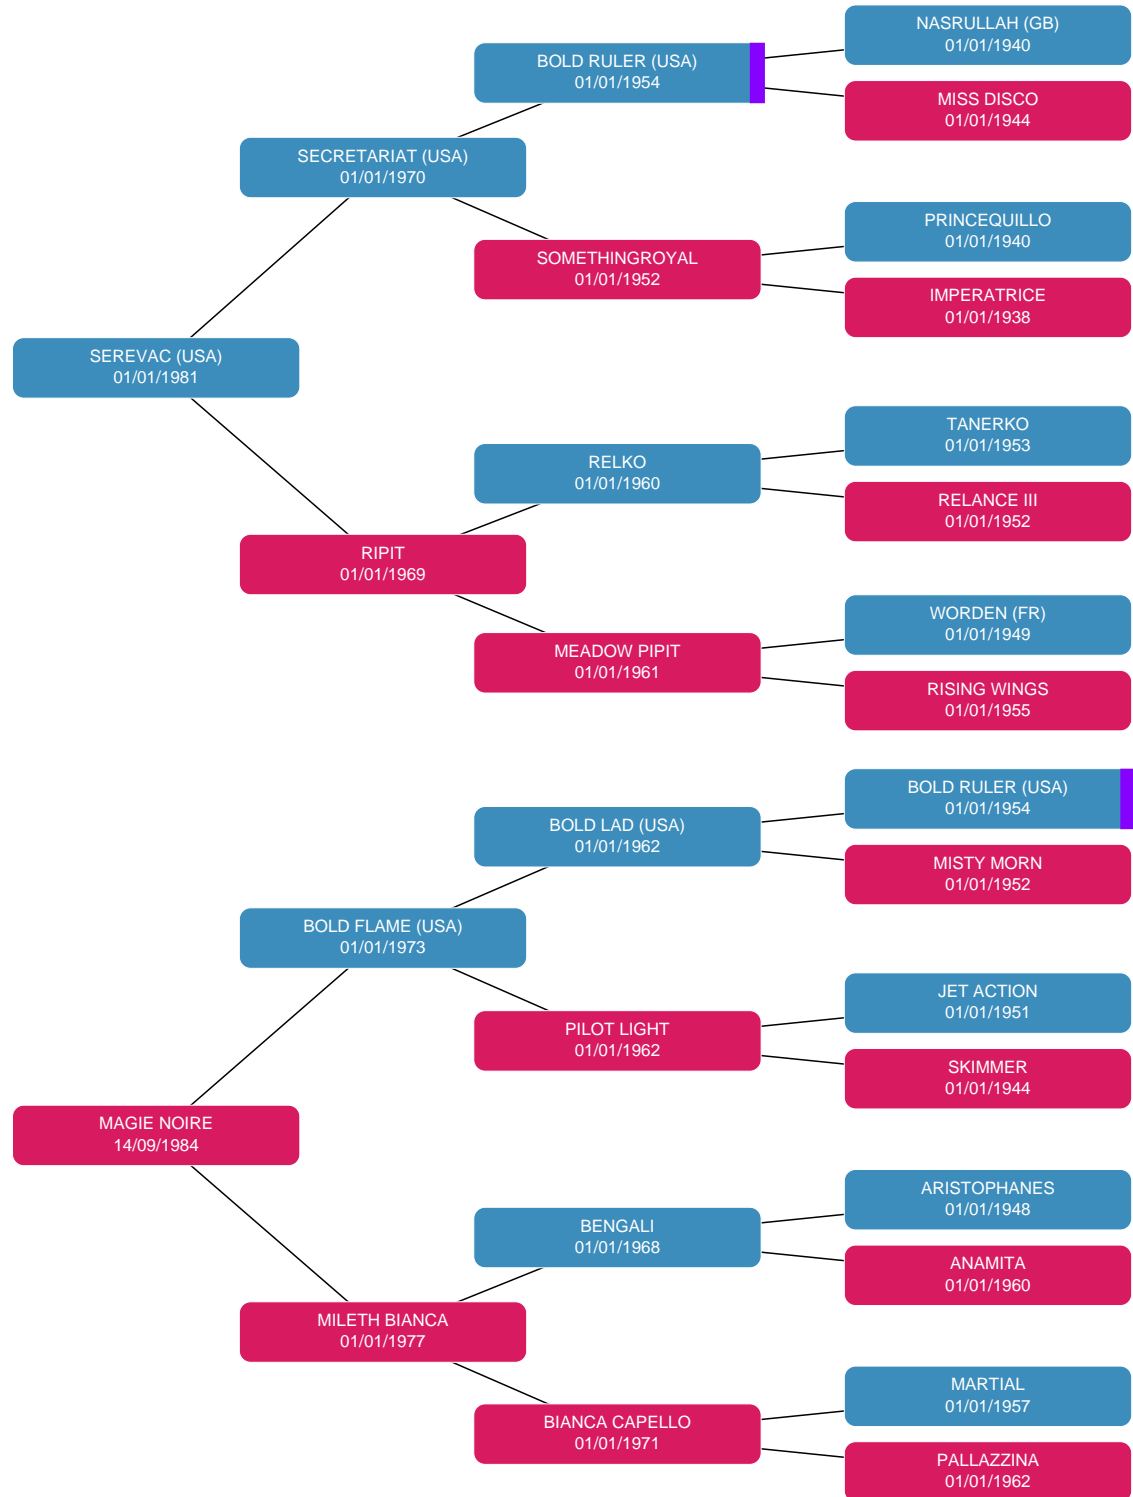 NASRULLAH (GB)
01/01/1940
BOLD RULER (USA)
01/01/1954
MISS DISCO
01/01/1944
SECRETARIAT (USA)
01/01/1970
PRINCEQUILLO
01/01/1940
SOMETHINGROYAL
01/01/1952
IMPERATRICE
01/01/1938
SEREVAC (USA)
01/01/1981
TANERKO
01/01/1953
RELKO
01/01/1960
RELANCE III
01/01/1952
RIPIT
01/01/1969
WORDEN (FR)
01/01/1949
MEADOW PIPIT
01/01/1961
RISING WINGS
01/01/1955
BOLD RULER (USA)
01/01/1954
BOLD LAD (USA)
01/01/1962
MISTY MORN
01/01/1952
BOLD FLAME (USA)
01/01/1973
JET ACTION
01/01/1951
PILOT LIGHT
01/01/1962
SKIMMER
01/01/1944
MAGIE NOIRE
14/09/1984
ARISTOPHANES
01/01/1948
BENGALI
01/01/1968
ANAMITA
01/01/1960
MILETH BIANCA
01/01/1977
MARTIAL
01/01/1957
BIANCA CAPELLO
01/01/1971
PALLAZZINA
01/01/1962